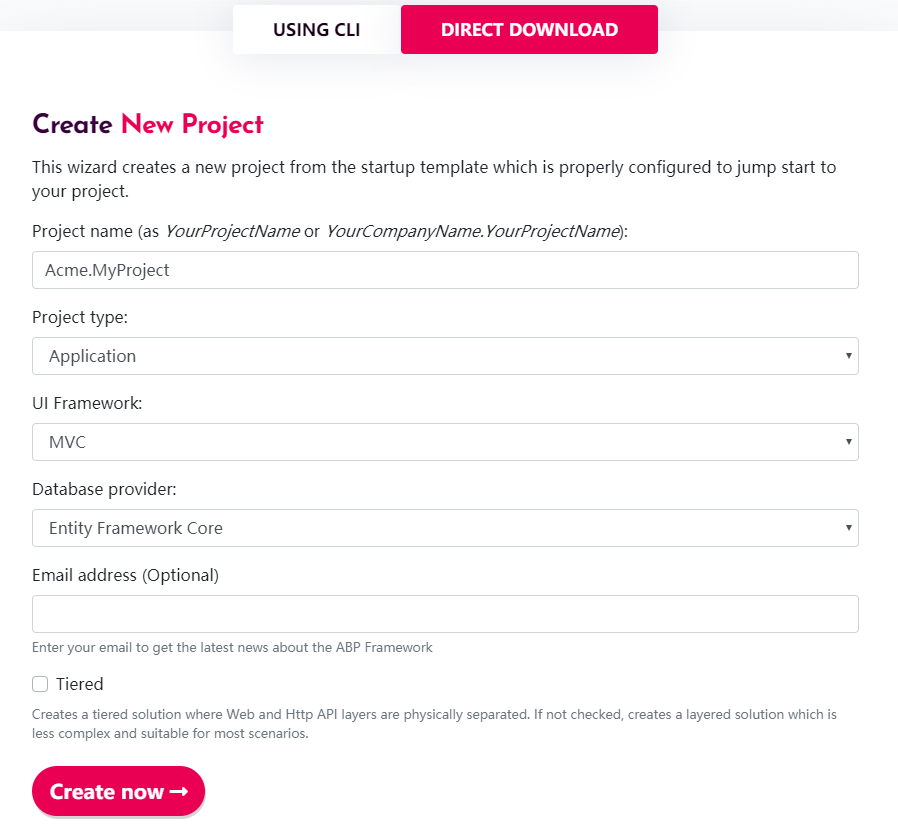 USING CLI
DIRECT DOWNLOAD
Create New Project
This wizard creates a new project from the startup template which is properly configured to jump start to
your project.
Project name (as YourProjectName or YourCompanyName.YourProjectName):
Acme.MyProject
Project type:
Application
UI Framework:
MVC
Database provider:
Entity Framework Core
Email address (Optional)
Enter your email to get the latest news about the ABP Framework
Tiered
Creates a tiered solution where Web and Http API layers are physically separated. If not checked, creates a layered solution which is
less complex and suitable for most scenarios.
Create now →